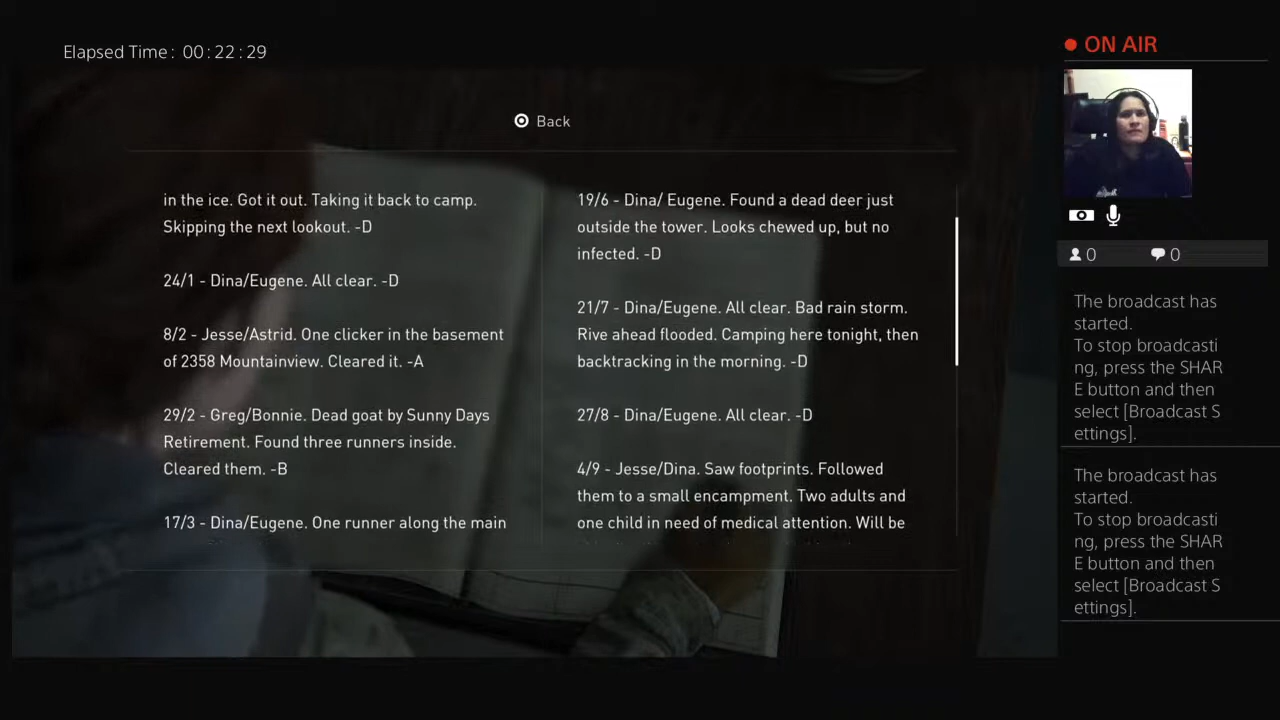 Elapsed Time: 00:22:29
Back
in the ice. Got it out. Taking it back to camp.
Skipping the next lookout. -D
24/1 - Dina/Eugene. All clear. -D
8/2 - Jesse/Astrid. One clicker in the basement
of 2358 Mountainview. Cleared it. -A
29/2 - Greg/Bonnie. Dead goat by Sunny Days
Retirement. Found three runners inside.
Cleared them. -B
17/3 - Dina/Eugene. One runner along the main
19/6 - Dina/ Eugene. Found a dead deer just
outside the tower. Looks chewed up, but no
infected. -D
21/7 - Dina/Eugene. All clear. Bad rain storm.
Rive ahead flooded. Camping here tonight, then
backtracking in the morning. -D
27/8 - Dina/Eugene. All clear. -D
4/9 - Jesse/Dina. Saw footprints. Followed
them to a small encampment. Two adults and
one child in need of medical attention. Will be
ON AIR
0
0
The broadcast has
started.
To stop broadcasti
ng, press the SHAR
E button and then
select [Broadcast S
ettings].
The broadcast has
started.
To stop broadcasti
ng, press the SHAR
E button and then
select [Broadcast S
ettings].